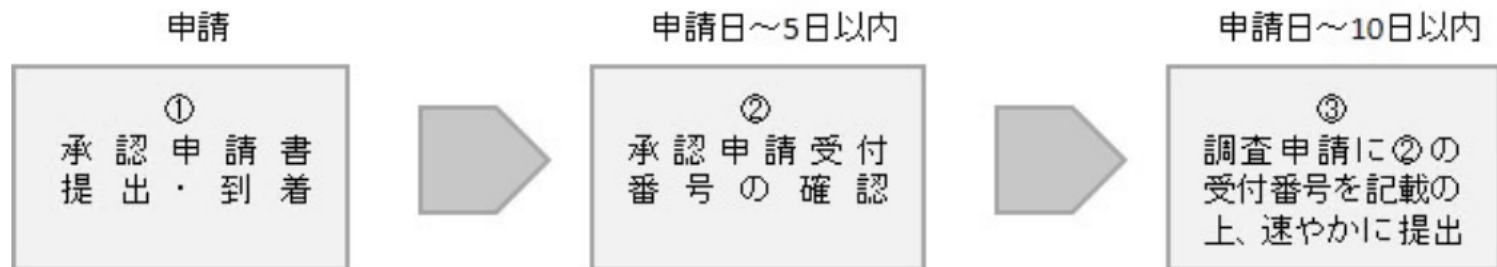 申請
①
承認申請書
提出・到着
申請日～5日以内
②
承認申請受付
番号の確認
申請日～10日以内
③
調査申請に②の
受付番号を記載の
上、速やかに提出